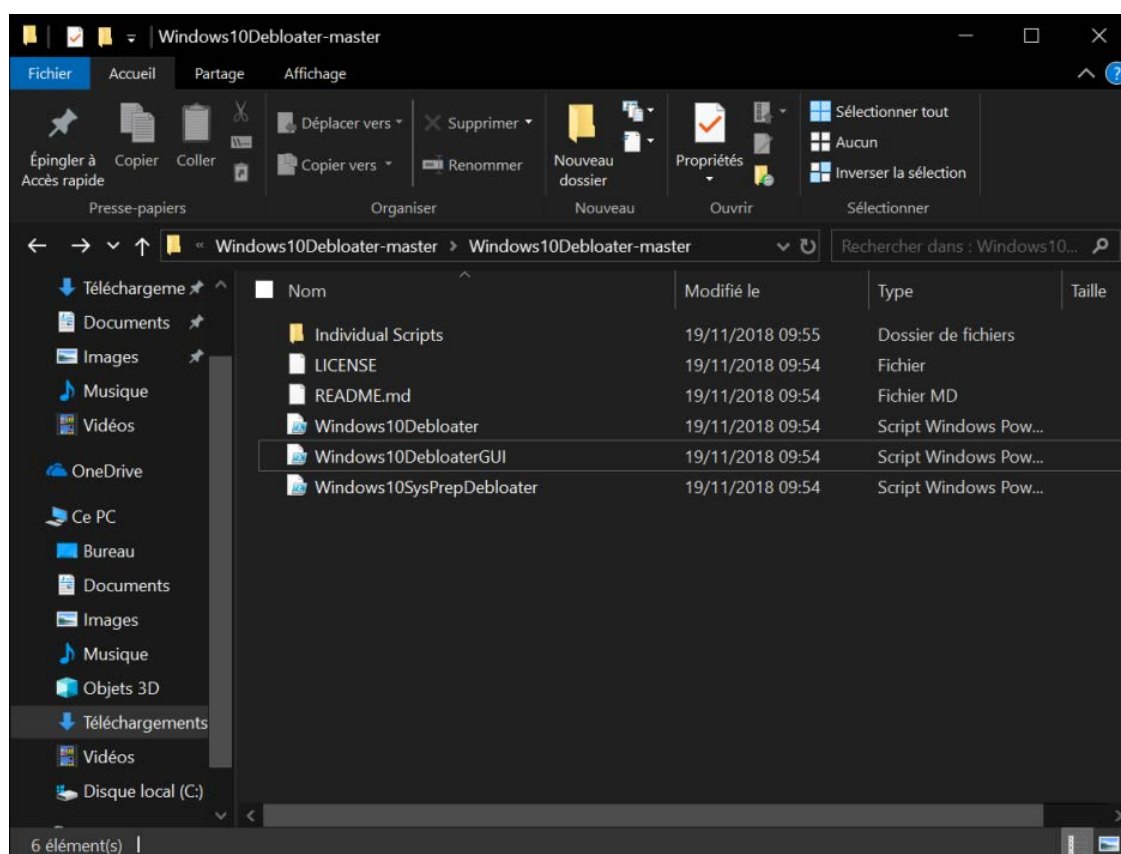 Windows10Debloater-master
Fichier Accueil Partage Affichage
Épingler à Accès rapide
Copier
Coller
Déplacer vers
Copier vers
Supprimer
Renommer
Nouveau dossier
Propriétés
Sélectionner tout
Aucun
Inverser la sélection
Presse-papiers Organiser Nouveau Ouvrir Sélectionner
« Windows10Debloater-master > Windows10Debloater-master
Rechercher dans : Windows10...
Nom Modifié le Type Taille
Individual Scripts 19/11/2018 09:55 Dossier de fichiers
LICENSE 19/11/2018 09:54 Fichier
README.md 19/11/2018 09:54 Fichier MD
Windows10Debloater 19/11/2018 09:54 Script Windows Pow...
Windows10DebloaterGUI 19/11/2018 09:54 Script Windows Pow...
Windows10SysPrepDebloater 19/11/2018 09:54 Script Windows Pow...
Téléchargeme
Documents
Images
Musique
Vidéos
OneDrive
Ce PC
Bureau
Documents
Images
Musique
Objets 3D
Téléchargements
Vidéos
Disque local (C:)
6 élément(s)